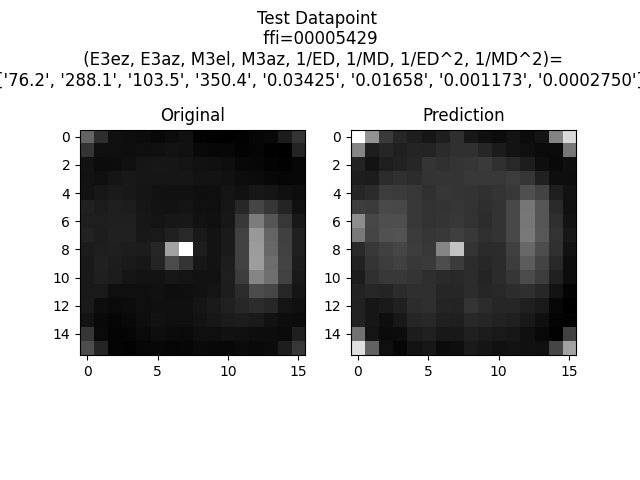 Test Datapoint
ffi=00005429
(E3ez, E3az, M3el, M3az, 1/ED, 1/MD, 1/ED^2, 1/MD^2)=
['76.2', '288.1', '103.5', '350.4', '0.03425', '0.01658', '0.001173', '0.0002750']
Original Prediction
0 0
2 2
4 4
6 6
8 8
10 10
12 12
14 14
0 5 10 15 0 5 10 15